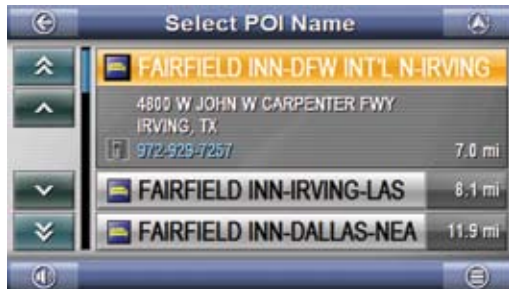 Select POI Name
FAIRFIELD INN-DFW INT'L N-IRVING
4800 W JOHN W CARPENTER FWY
IRVING, TX
972-929-7257
7.0 mi
FAIRFIELD INN-IRVING-LAS
8.1 mi
FAIRFIELD INN-DALLAS-NEA
11.9 mi